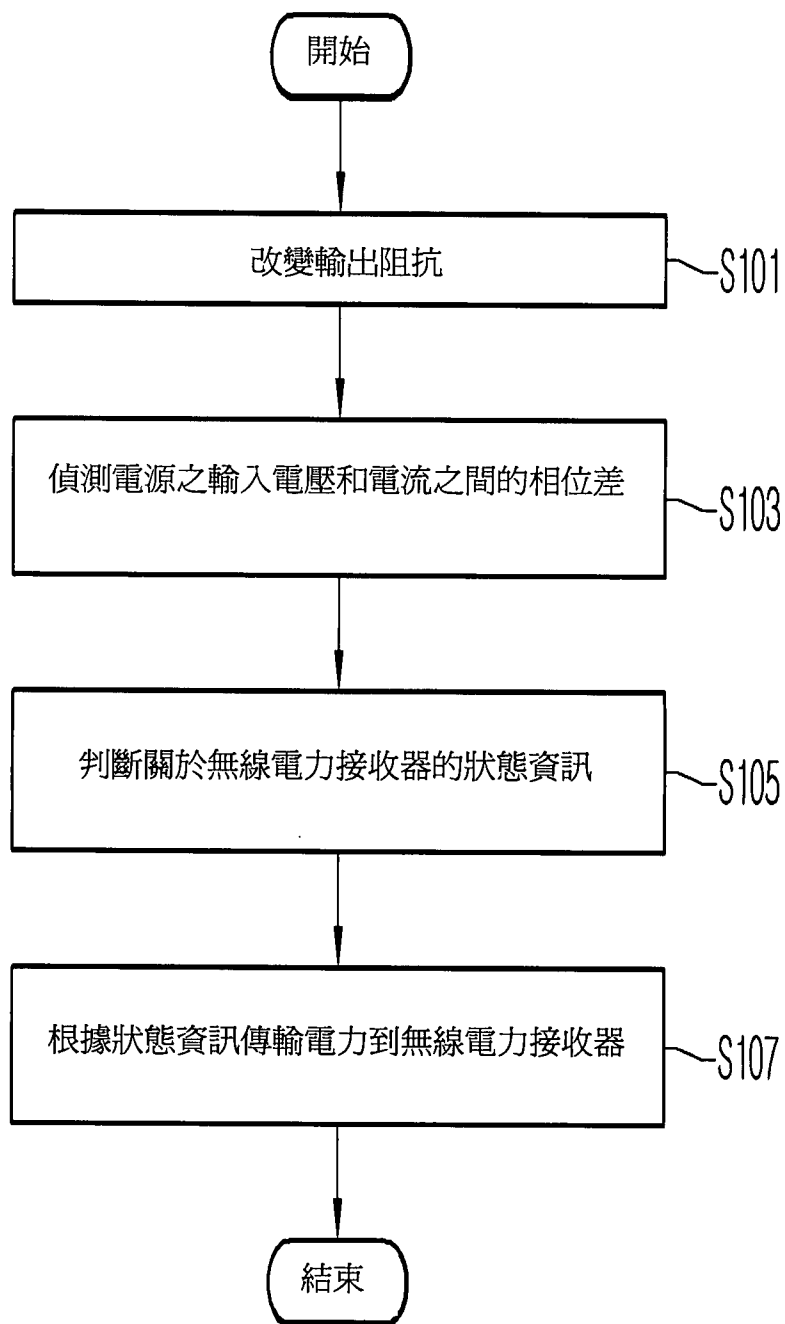 開始
改變輸出阻抗
S101
偵測電源之輸入電壓和電流之間的相位差
S103
判斷關於無線電力接收器的狀態資訊
S105
根據狀態資訊傳輸電力到無線電力接收器
S107
結束